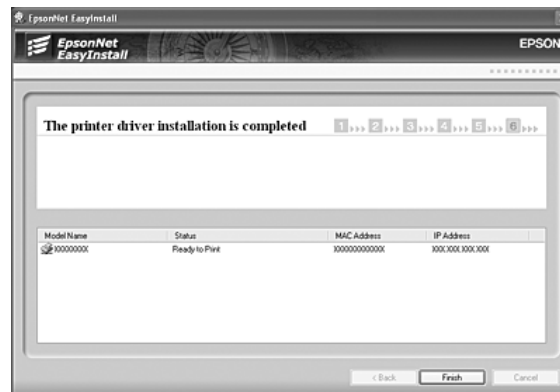 EpsonNet EasyInstall
EpsonNet
EasyInstall
EPSON
The printer driver installation is completed
1 2 3 4 5 6
Model Name Status MAC Address IP Address
XXXXXXXX Ready to Print XXXXXXXXXXXX XXX.XXX.XXX.XXX
< Back Finish Cancel